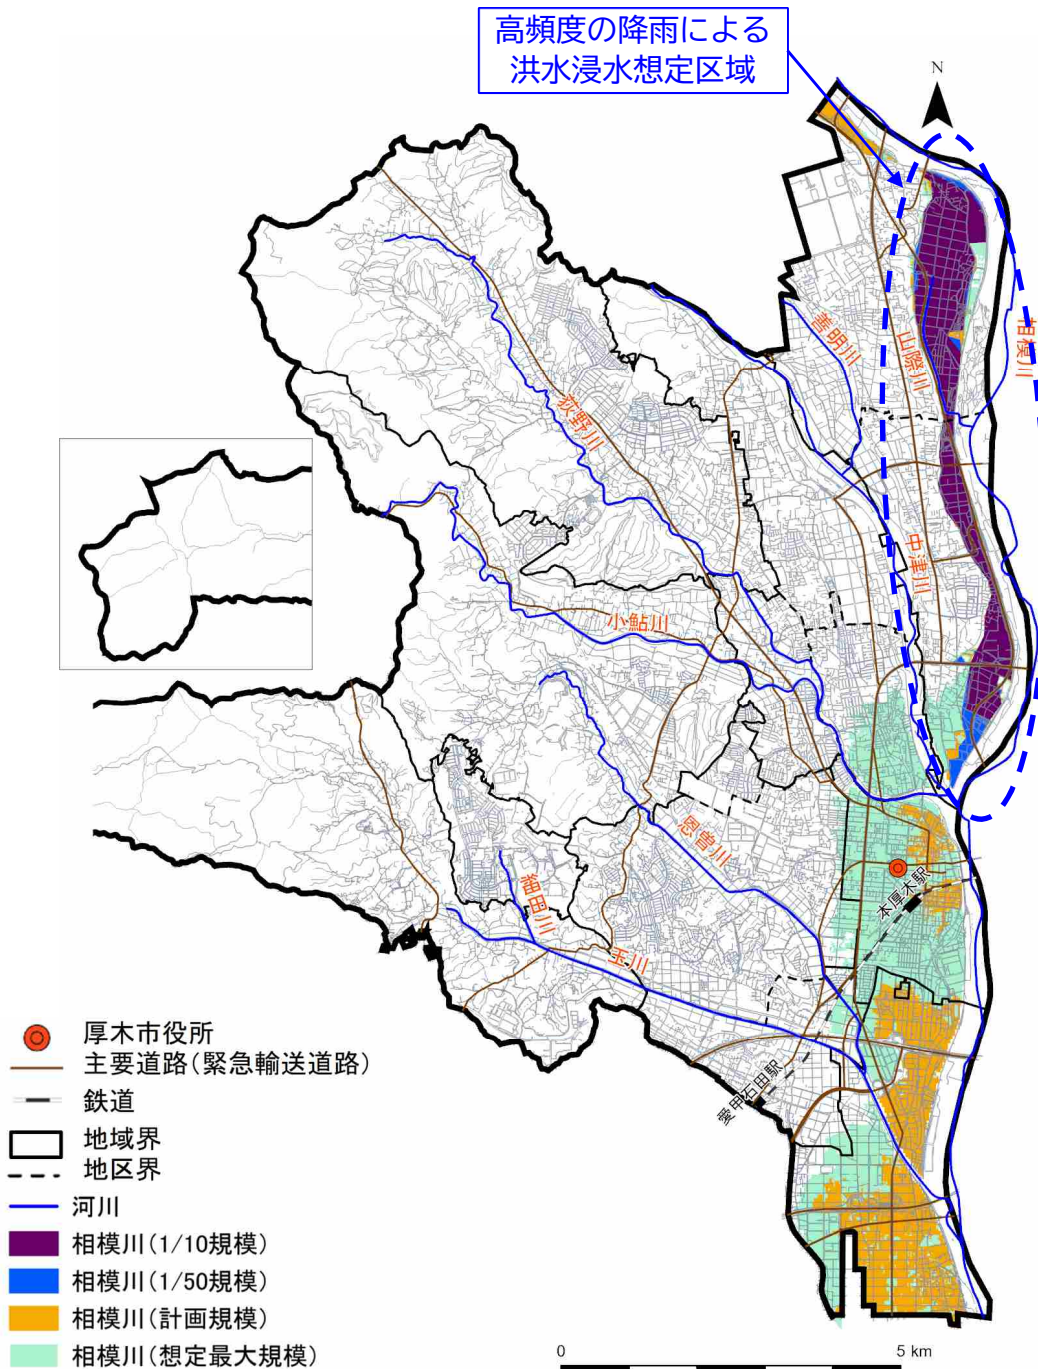 高頻度の降雨による
洪水浸水想定区域
N
相模川
善明川
山際川
荻野川
中津川
小鮎川
恩曽川
本厚木駅
玉川
愛甲石田駅
厚木市役所
主要道路(緊急輸送道路)
鉄道
地域界
地区界
河川
相模川(1/10規模)
相模川(1/50規模)
相模川(計画規模)
相模川(想定最大規模)
0
5 km